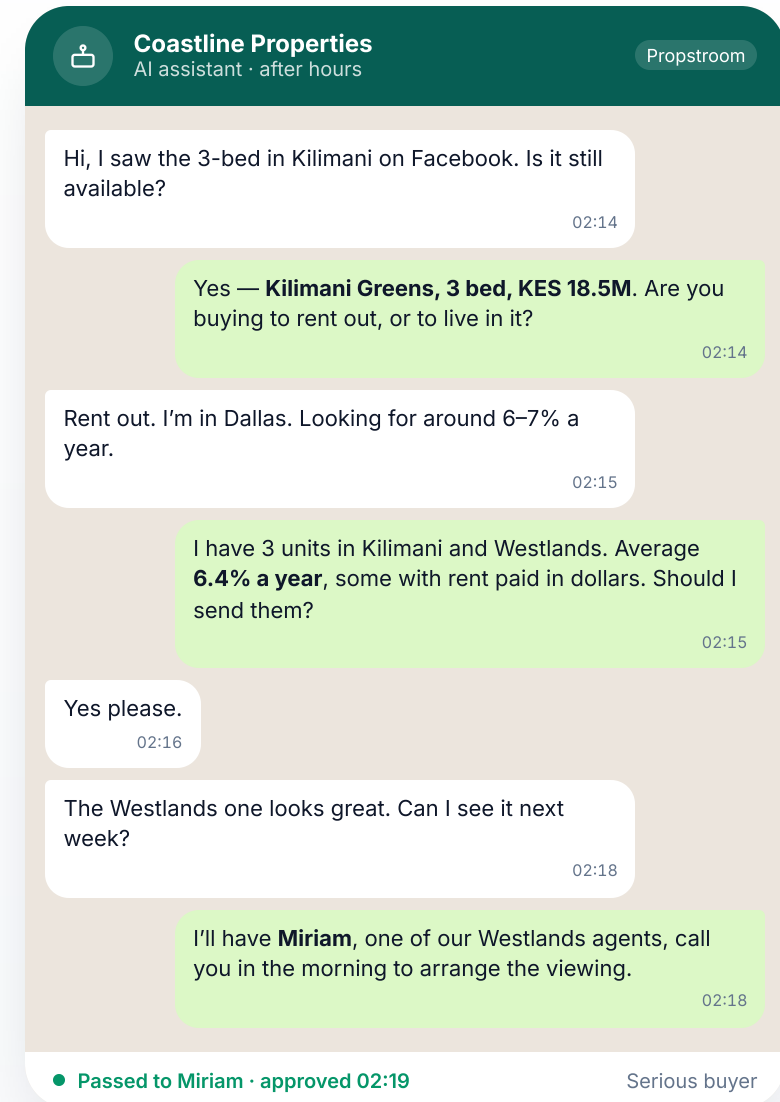 Coastline Properties
AI assistant · after hours
Propstroom
Hi, I saw the 3-bed in Kilimani on Facebook. Is it still
available?
02:14
Yes — Kilimani Greens, 3 bed, KES 18.5M. Are you
buying to rent out, or to live in it?
02:14
Rent out. I’m in Dallas. Looking for around 6–7% a
year.
02:15
I have 3 units in Kilimani and Westlands. Average
6.4% a year, some with rent paid in dollars. Should I
send them?
02:15
Yes please.
02:16
The Westlands one looks great. Can I see it next
week?
02:18
I’ll have Miriam, one of our Westlands agents, call
you in the morning to arrange the viewing.
02:18
Passed to Miriam · approved 02:19
Serious buyer